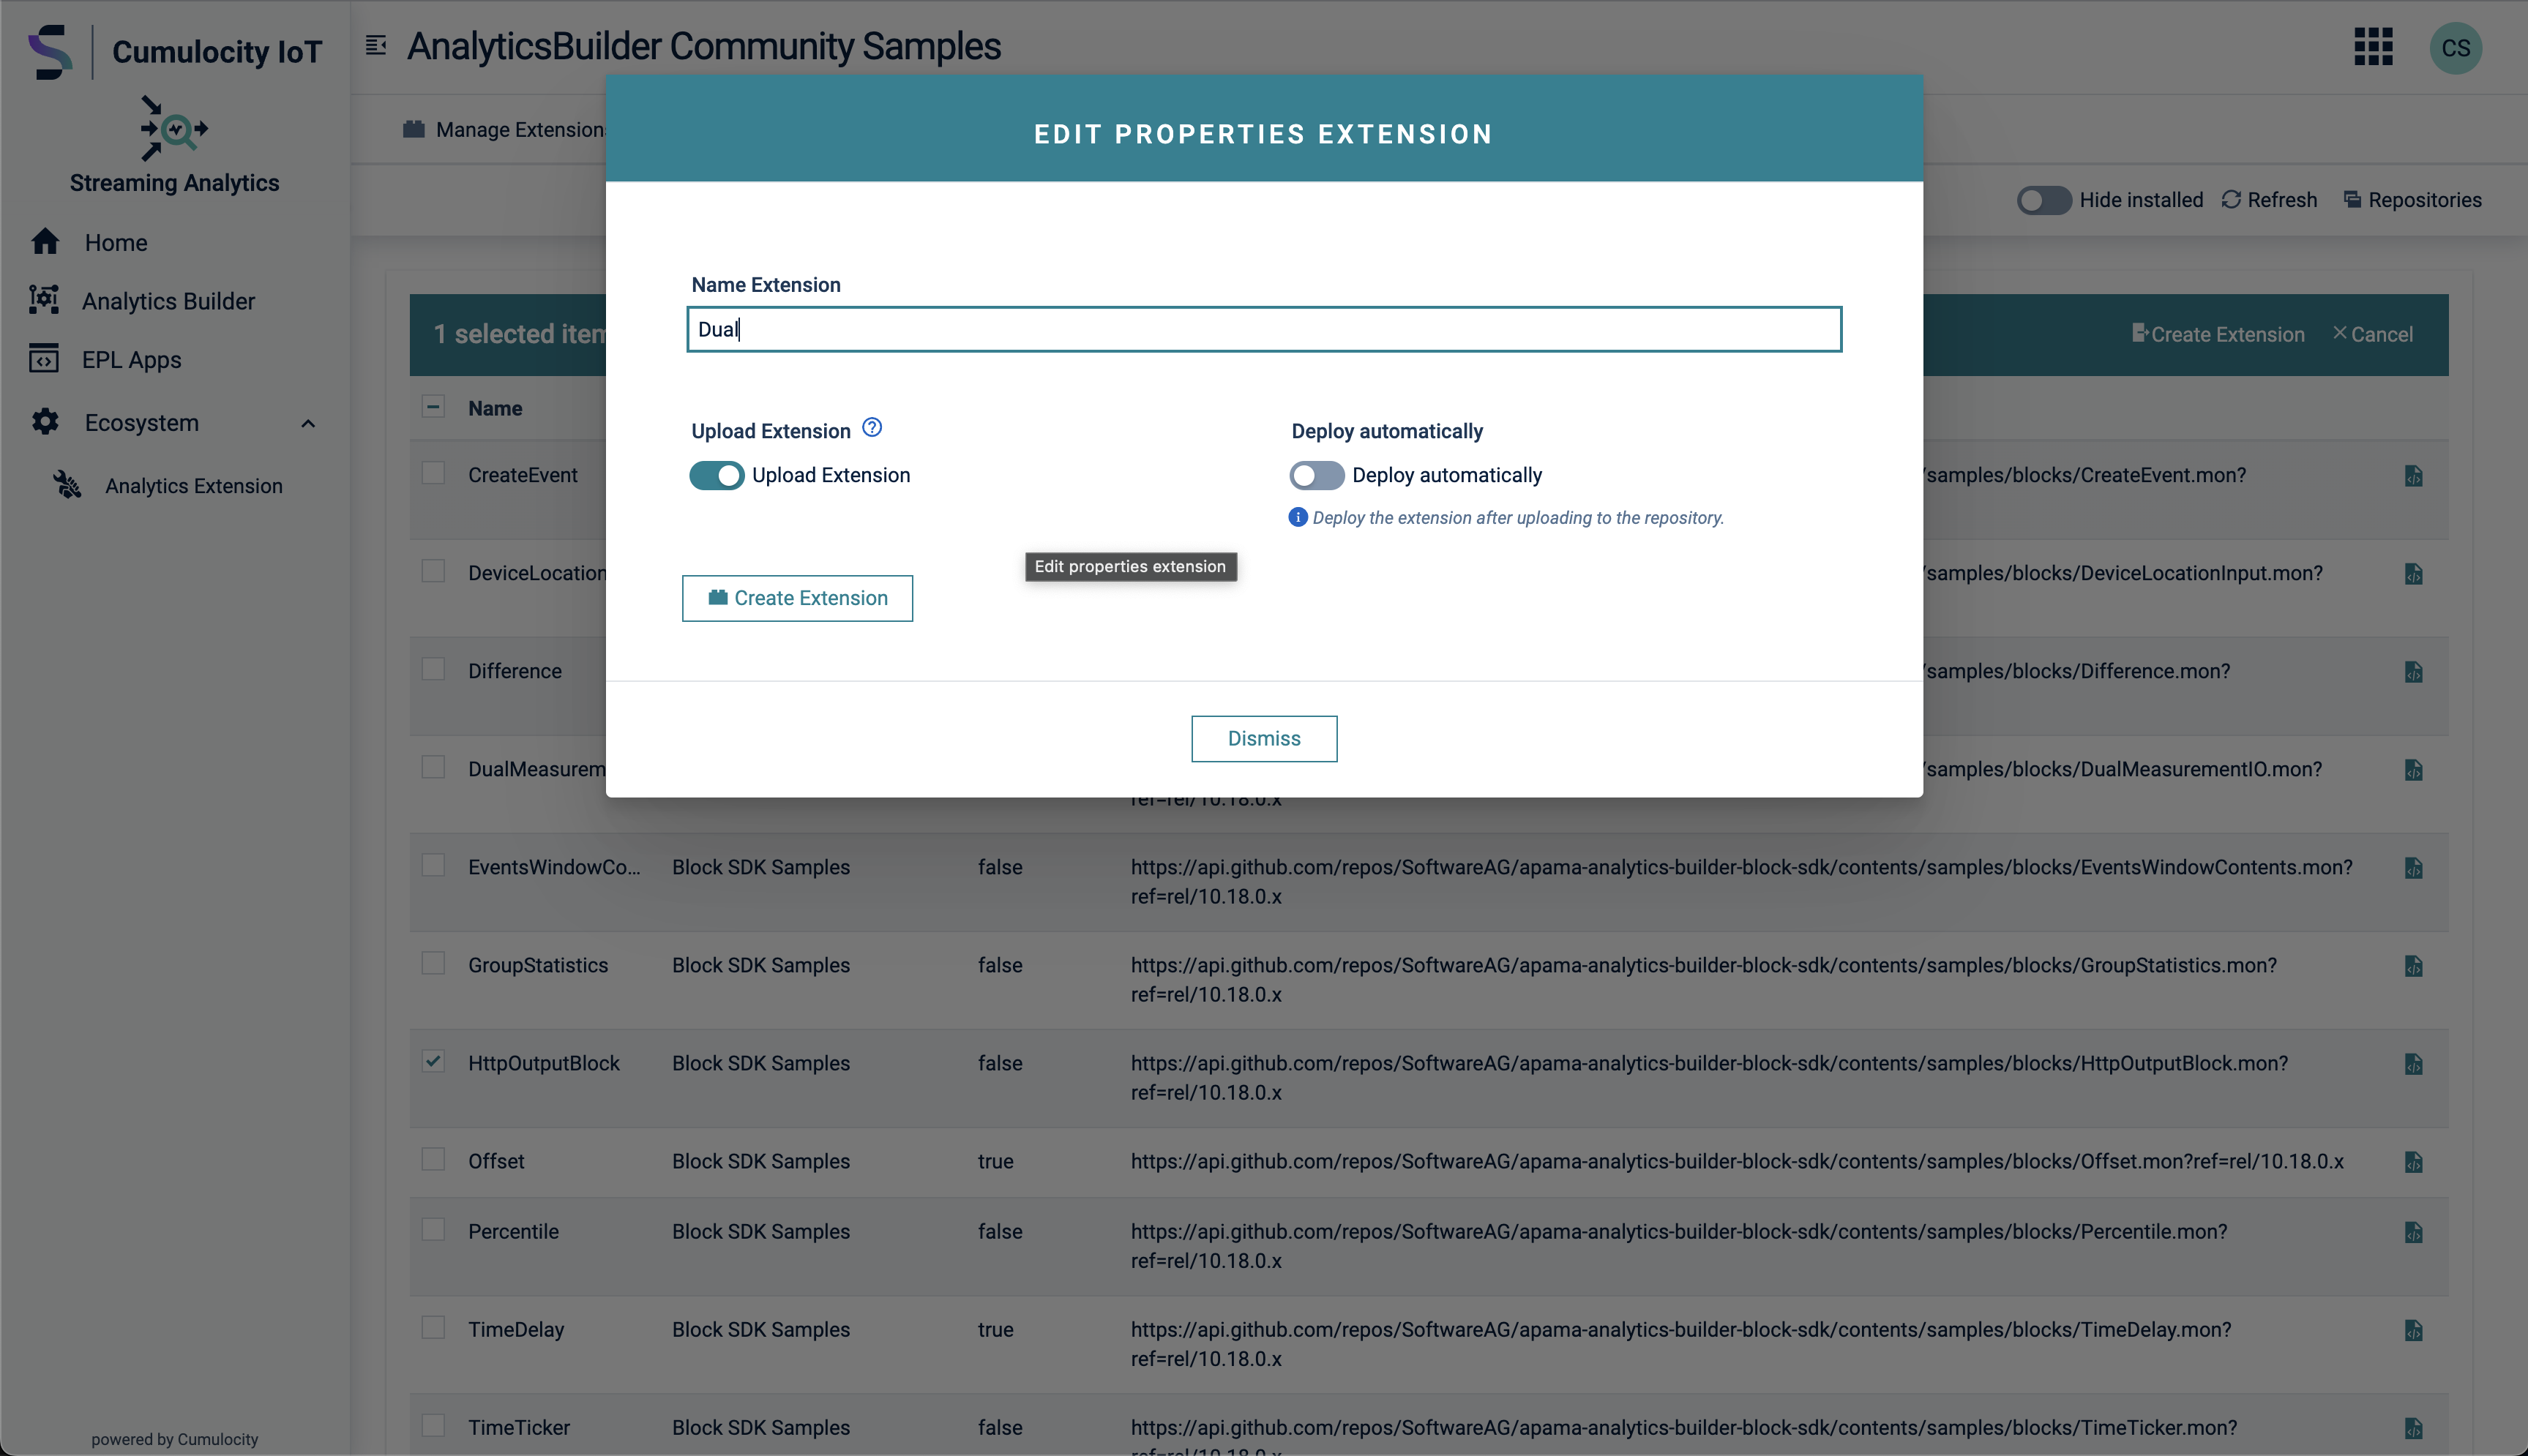 Cumulocity IoT
AnalyticsBuilder Community Samples
CS
Streaming Analytics
Home
Analytics Builder
EPL Apps
Ecosystem
Analytics Extension
powered by Cumulocity
Manage Extension
Hide installed
Refresh
Repositories
1 selected item
Create Extension
Cancel
EDIT PROPERTIES EXTENSION
Name Extension
Dual
Upload Extension
Upload Extension
Deploy automatically
Deploy automatically
Deploy the extension after uploading to the repository.
Edit properties extension
Create Extension
Dismiss
Name
CreateEvent /samples/blocks/CreateEvent.mon?
DeviceLocation /samples/blocks/DeviceLocationInput.mon?
Difference /samples/blocks/Difference.mon?
DualMeasurem /samples/blocks/DualMeasurementIO.mon?
ref=rel/10.18.0.x
EventsWindowCo... Block SDK Samples false https://api.github.com/repos/SoftwareAG/apama-analytics-builder-block-sdk/contents/samples/blocks/EventsWindowContents.mon?
ref=rel/10.18.0.x
GroupStatistics Block SDK Samples false https://api.github.com/repos/SoftwareAG/apama-analytics-builder-block-sdk/contents/samples/blocks/GroupStatistics.mon?
ref=rel/10.18.0.x
HttpOutputBlock Block SDK Samples false https://api.github.com/repos/SoftwareAG/apama-analytics-builder-block-sdk/contents/samples/blocks/HttpOutputBlock.mon?
ref=rel/10.18.0.x
Offset Block SDK Samples true https://api.github.com/repos/SoftwareAG/apama-analytics-builder-block-sdk/contents/samples/blocks/Offset.mon?ref=rel/10.18.0.x
Percentile Block SDK Samples false https://api.github.com/repos/SoftwareAG/apama-analytics-builder-block-sdk/contents/samples/blocks/Percentile.mon?
ref=rel/10.18.0.x
TimeDelay Block SDK Samples true https://api.github.com/repos/SoftwareAG/apama-analytics-builder-block-sdk/contents/samples/blocks/TimeDelay.mon?
ref=rel/10.18.0.x
TimeTicker Block SDK Samples false https://api.github.com/repos/SoftwareAG/apama-analytics-builder-block-sdk/contents/samples/blocks/TimeTicker.mon?